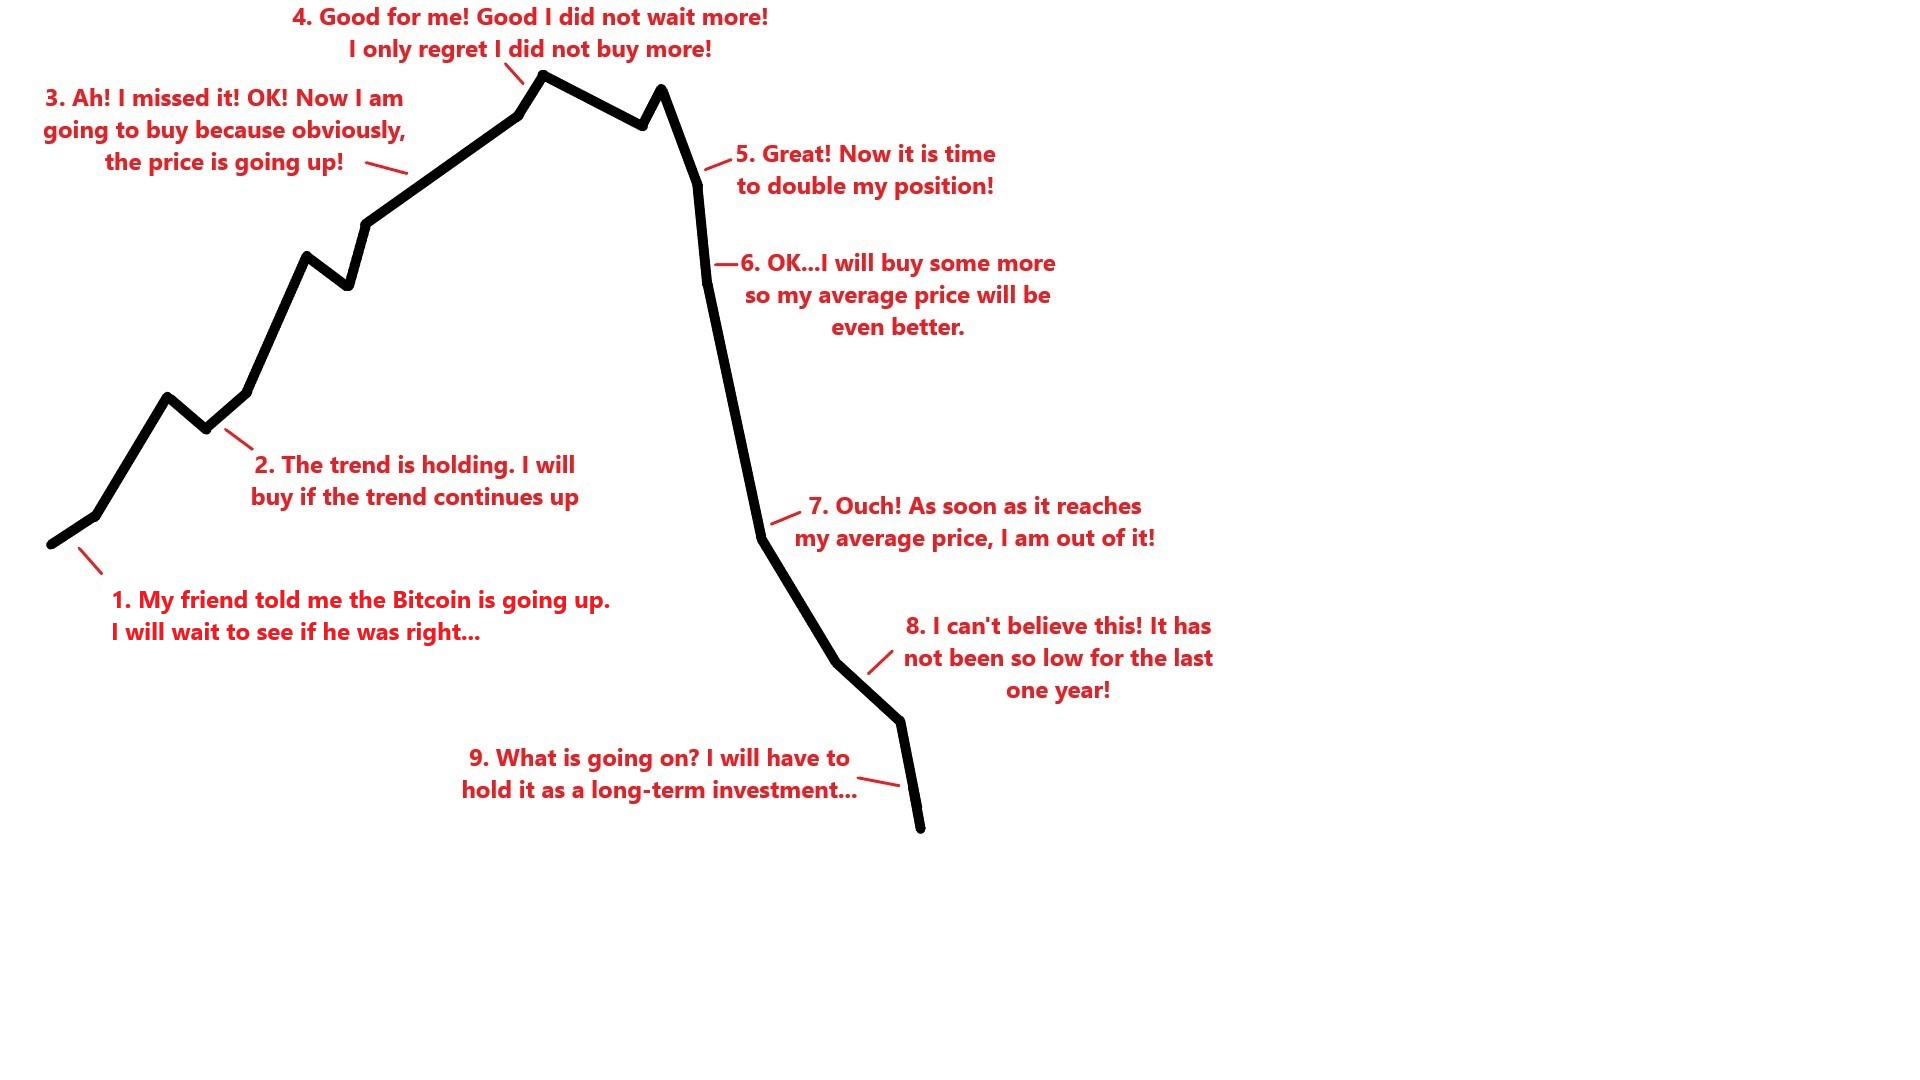 1. My friend told me the Bitcoin is going up.
I will wait to see if he was right...
2. The trend is holding. I will
buy if the trend continues up
3. Ah! I missed it! OK! Now I am
going to buy because obviously,
the price is going up!
4. Good for me! Good I did not wait more!
I only regret I did not buy more!
5. Great! Now it is time
to double my position!
6. OK...I will buy some more
so my average price will be
even better.
7. Ouch! As soon as it reaches
my average price, I am out of it!
8. I can't believe this! It has
not been so low for the last
one year!
9. What is going on? I will have to
hold it as a long-term investment...